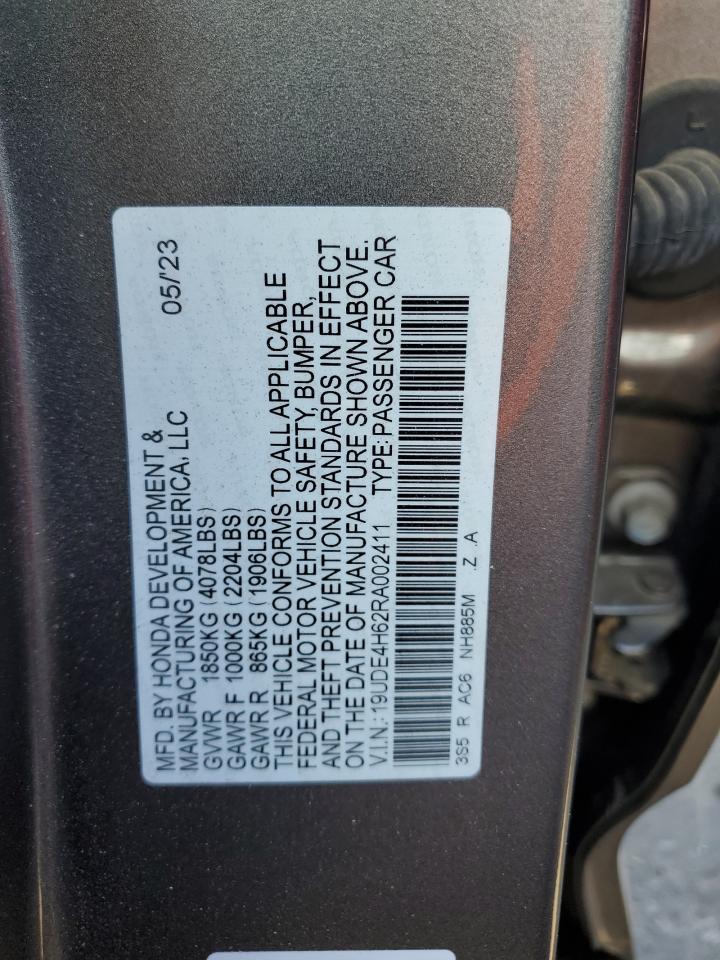 MFD. BY HONDA DEVELOPMENT & 05/'23
MANUFACTURING OF AMERICA, LLC
GVWR 1850KG (4078LBS)
GAWR F 1000KG (2204LBS)
GAWR R 865KG (1906LBS)
THIS VEHICLE CONFORMS TO ALL APPLICABLE
FEDERAL MOTOR VEHICLE SAFETY, BUMPER,
AND THEFT PREVENTION STANDARDS IN EFFECT
ON THE DATE OF MANUFACTURE SHOWN ABOVE.
V.I.N.: 19UDE4H62RA002411 TYPE: PASSENGER CAR
3S5 R AC6 NH885M .Z .A
L